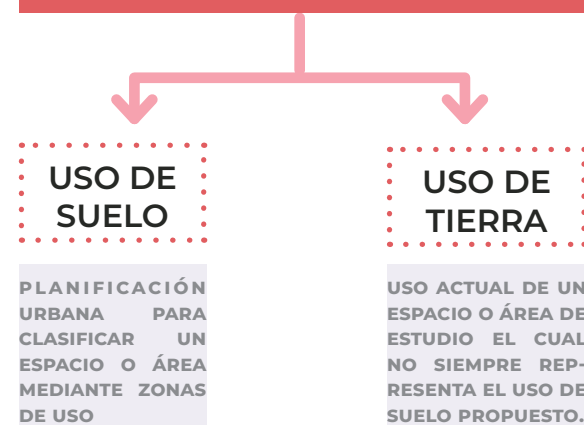 USO DE
SUELO
PLANIFICACIÓN
URBANA PARA
CLASIFICAR UN
ESPACIO O ÁREA
MEDIANTE ZONAS
DE USO
USO DE
TIERRA
USO ACTUAL DE UN
ESPACIO O ÁREA DE
ESTUDIO EL CUAL
NO SIEMPRE REP-
RESENTA EL USO DE
SUELO PROPUESTO.